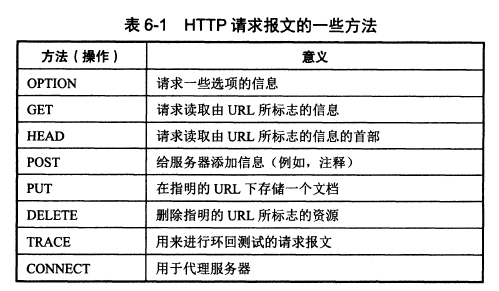 表 6-1 HTTP 请求报文的一些方法
方法（操作） 意义
OPTION 请求一些选项的信息
GET 请求读取由 URL 所标志的信息
HEAD 请求读取由 URL 所标志的信息的首部
POST 给服务器添加信息（例如，注释）
PUT 在指明的 URL 下存储一个文档
DELETE 删除指明的 URL 所标志的资源
TRACE 用来进行环回测试的请求报文
CONNECT 用于代理服务器